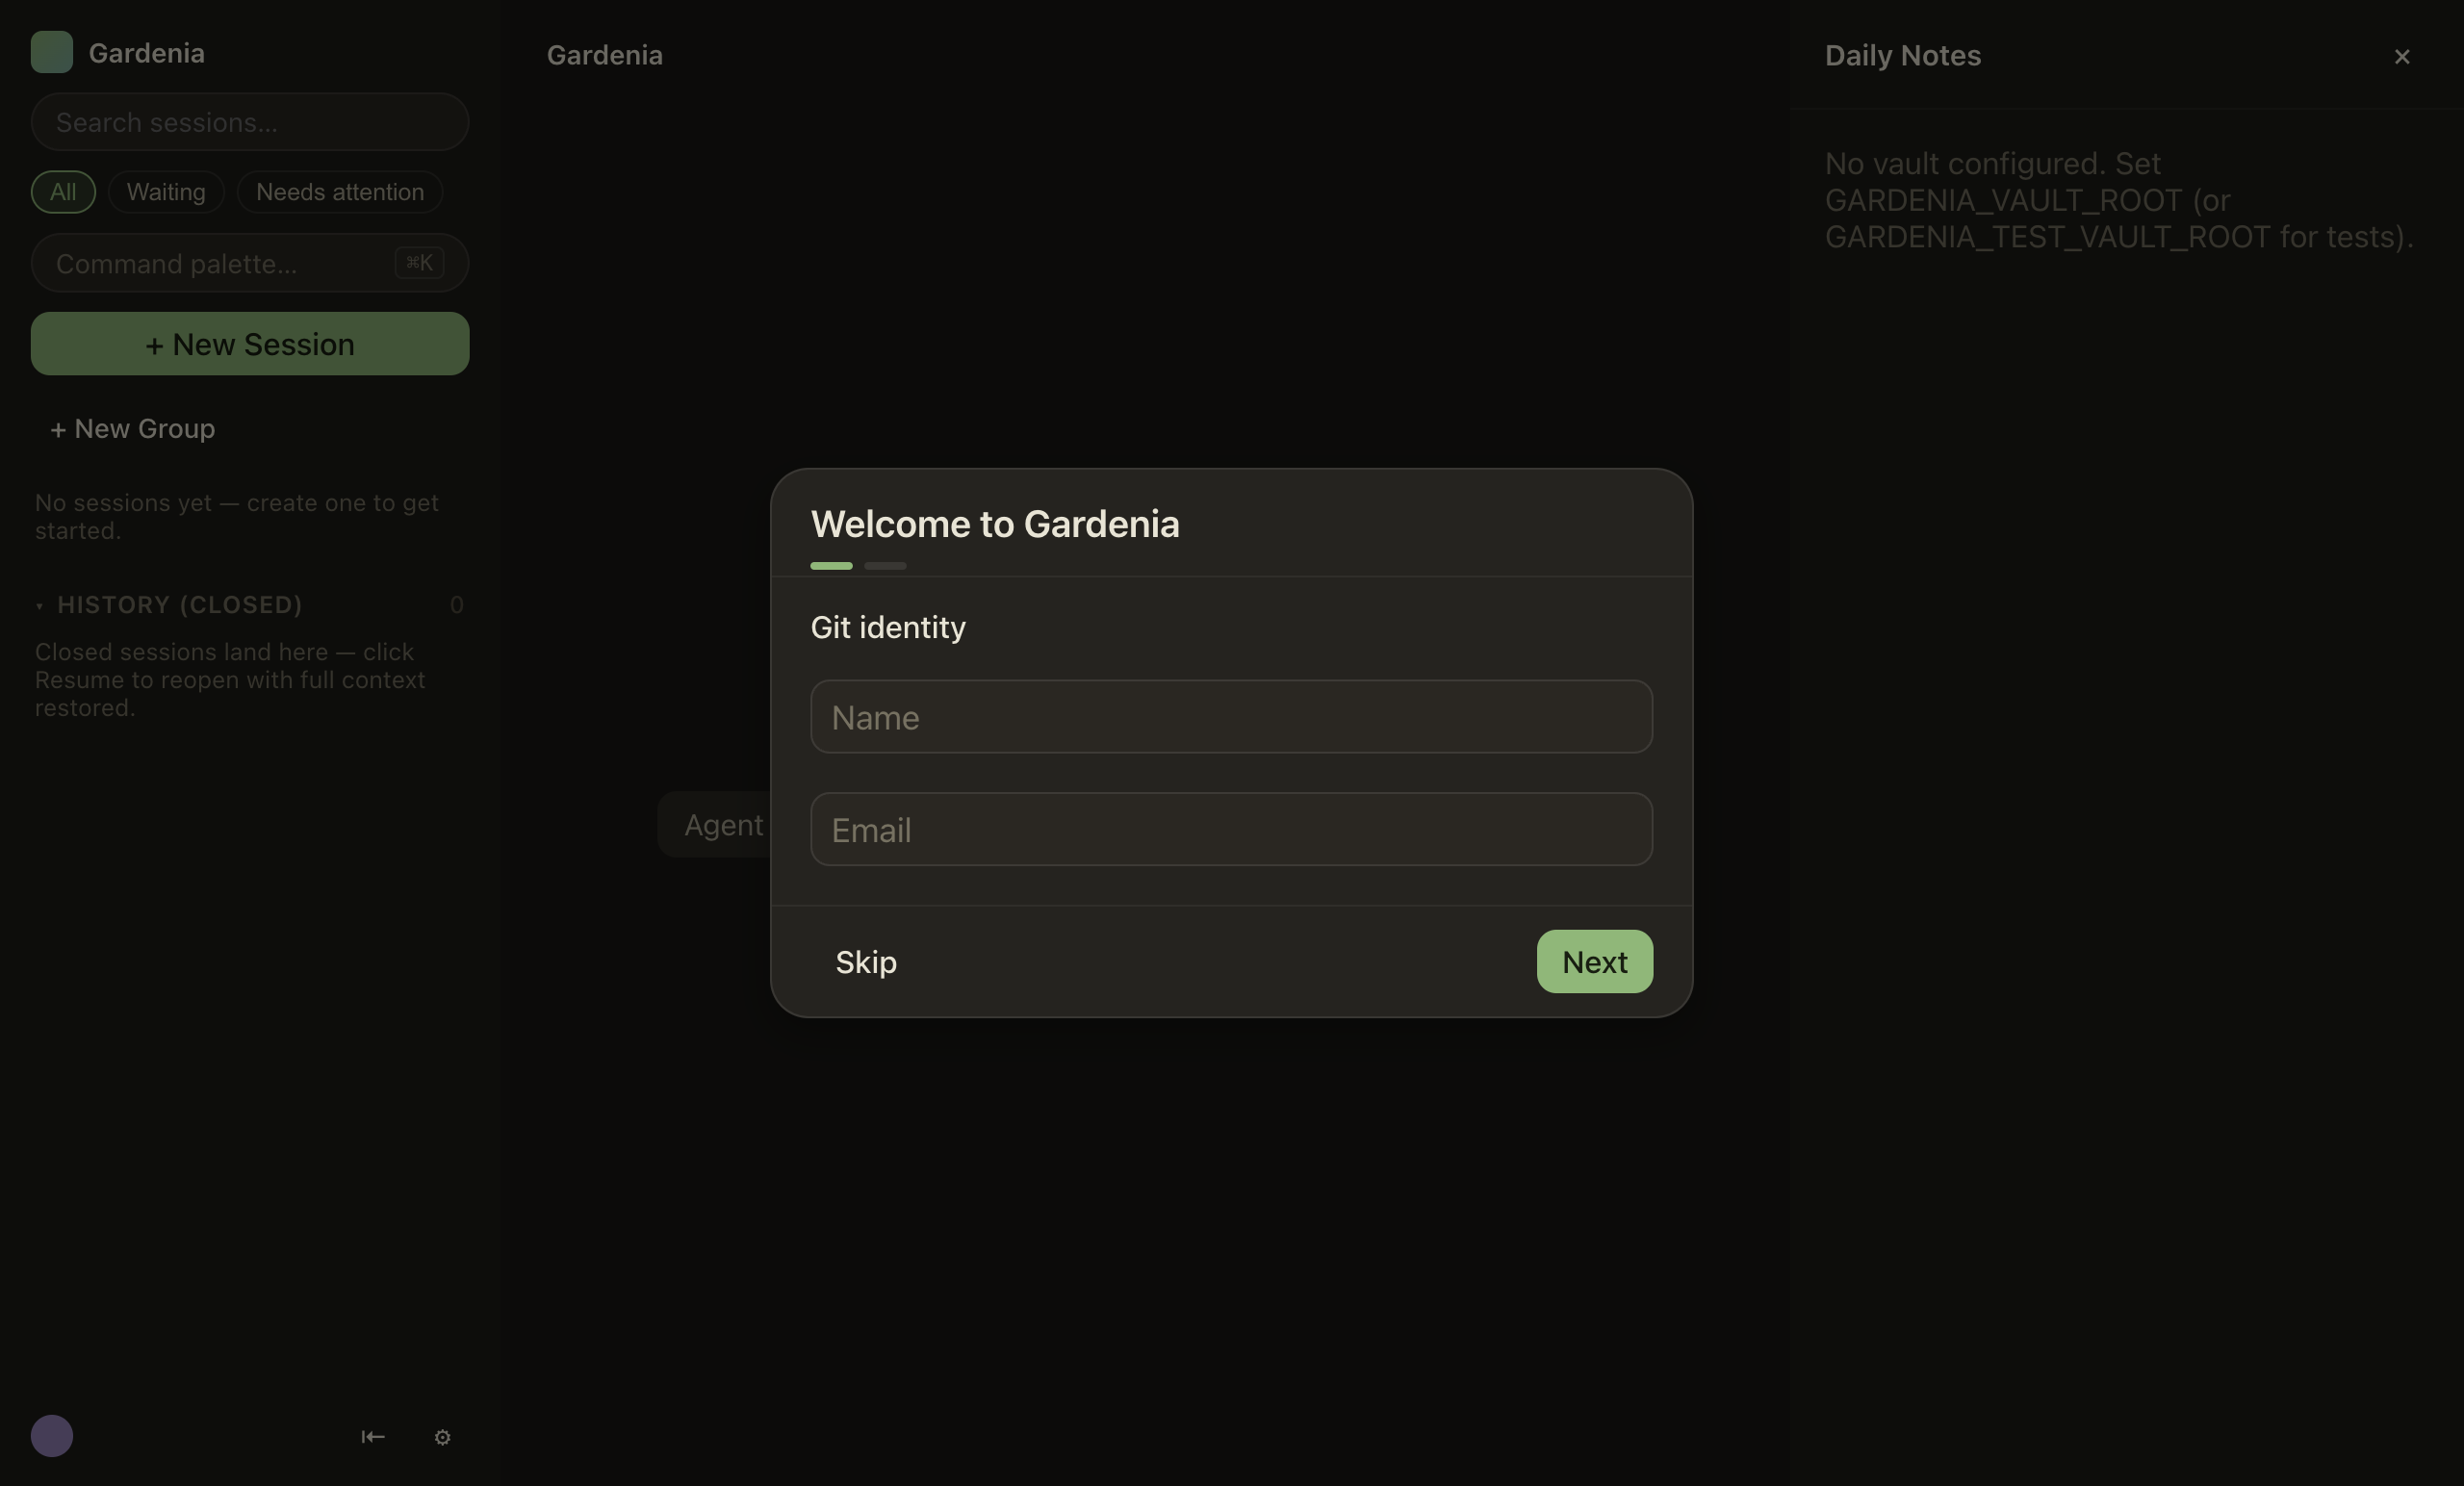 Gardenia
Search sessions...
All
Waiting
Needs attention
Command palette...
⌘K
+ New Session
+ New Group
No sessions yet — create one to get
started.
▾ HISTORY (CLOSED) 0
Closed sessions land here — click
Resume to reopen with full context
restored.
Gardenia
Agent
Welcome to Gardenia
Git identity
Name
Email
Skip
Next
Daily Notes
×
No vault configured. Set
GARDENIA_VAULT_ROOT (or
GARDENIA_TEST_VAULT_ROOT for tests).